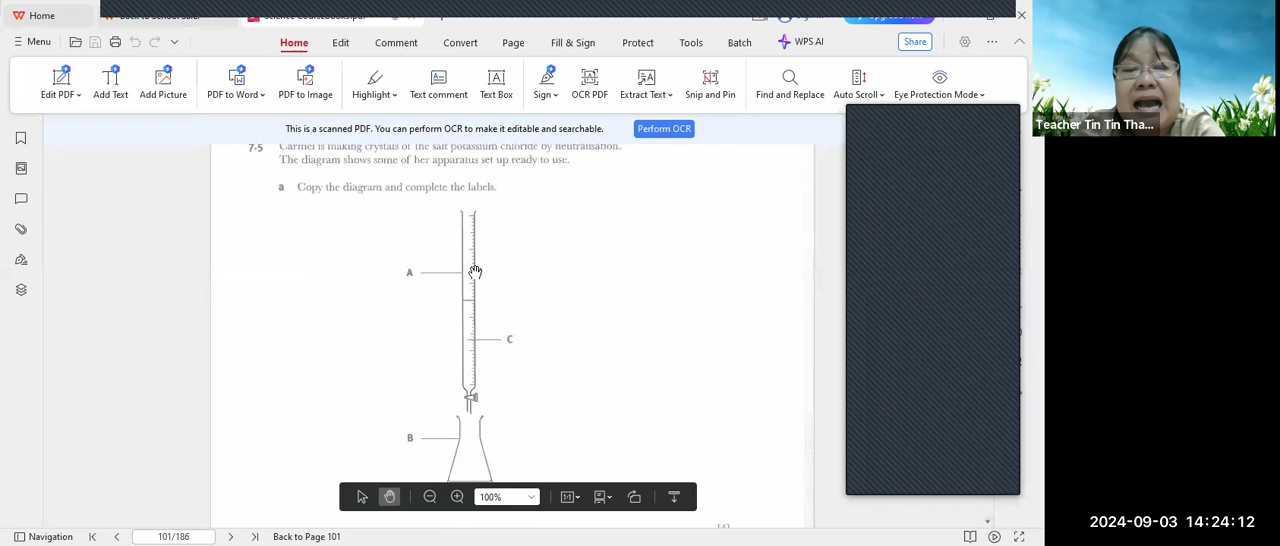 Home
Menu
Home Edit Comment Convert Page Fill & Sign Protect Tools Batch WPS AI Share
Edit PDF Add Text Add Picture PDF to Word PDF to Image Highlight Text comment Text Box Sign OCR PDF Extract Text Snip and Pin Find and Replace Auto Scroll Eye Protection Mode
Teacher Tin Tin Tha...
This is a scanned PDF. You can perform OCR to make it editable and searchable. Perform OCR
7.5 Carmel is making crystals of the salt potassium chloride by neutralisation.
The diagram shows some of her apparatus set up ready to use.
a Copy the diagram and complete the labels.
A
C
B
100%
2024-09-03 14:24:12
Navigation 101/186 Back to Page 101